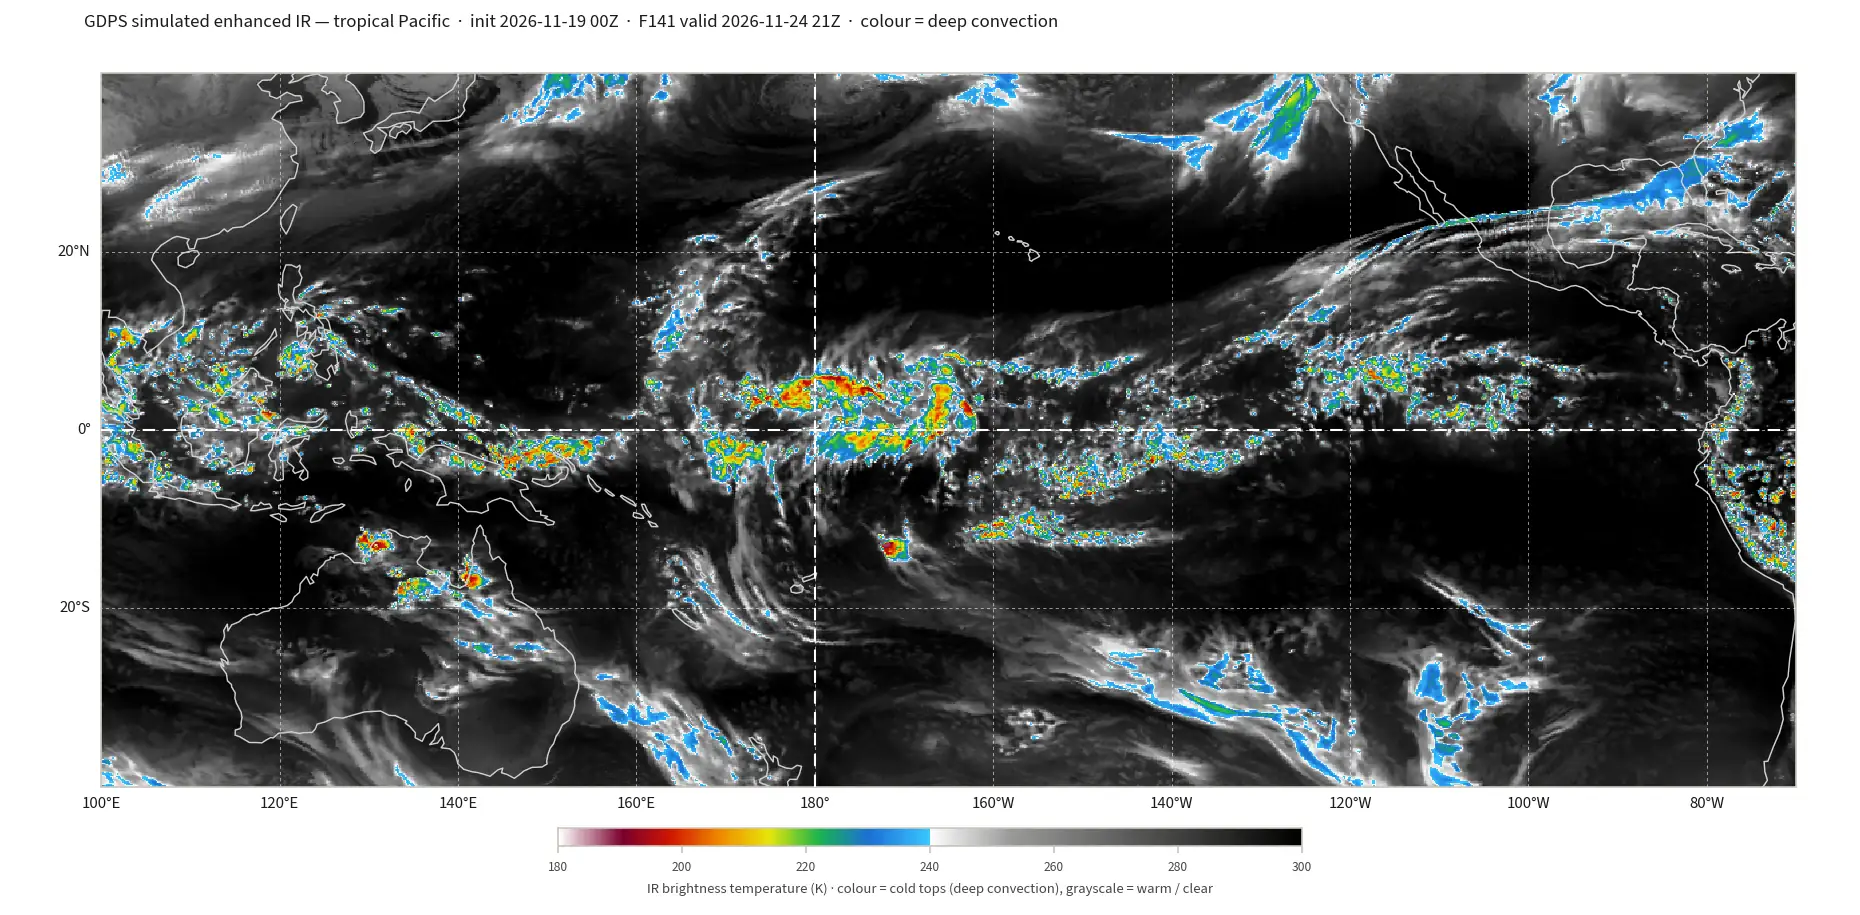 GDPS simulated enhanced IR — tropical Pacific · init 2026-11-19 00Z · F141 valid 2026-11-24 21Z · colour = deep convection
20°N
0°
20°S
100°E 120°E 140°E 160°E 180° 160°W 140°W 120°W 100°W 80°W
180 200 220 240 260 280 300
IR brightness temperature (K) · colour = cold tops (deep convection), grayscale = warm / clear